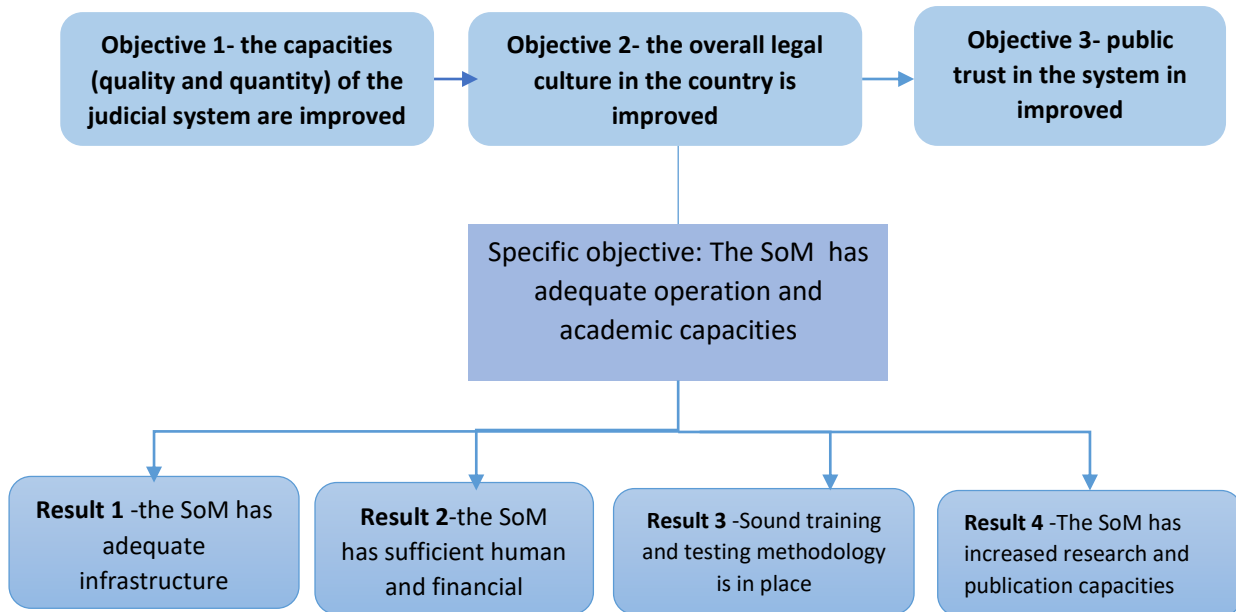 Objective 1- the capacities
(quality and quantity) of the
judicial system are improved
Objective 2- the overall legal
culture in the country is
improved
Objective 3- public
trust in the system in
improved
Specific objective: The SoM has
adequate operation and
academic capacities
Result 1 -the SoM has
adequate
infrastructure
Result 2-the SoM
has sufficient human
and financial
Result 3 -Sound training
and testing methodology
is in place
Result 4 -The SoM has
increased research and
publication capacities